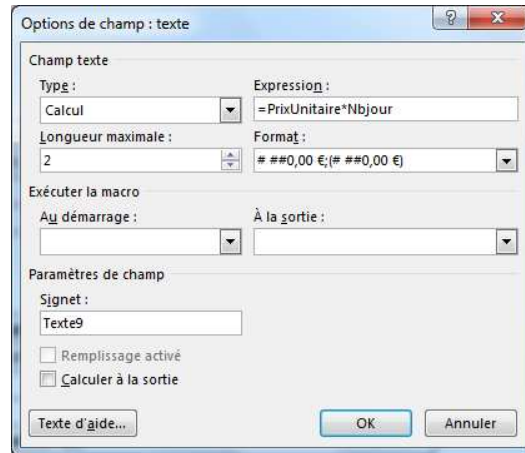 Options de champ : texte
Champ texte
Type :
Expression :
Calcul
=PrixUnitaire*Nbjour
Longueur maximale :
Format :
2
# ##0,00 €;(# ##0,00 €)
Exécuter la macro
Au démarrage :
À la sortie :
Paramètres de champ
Signet :
Texte9
Remplissage activé
Calculer à la sortie
Texte d'aide...
OK
Annuler